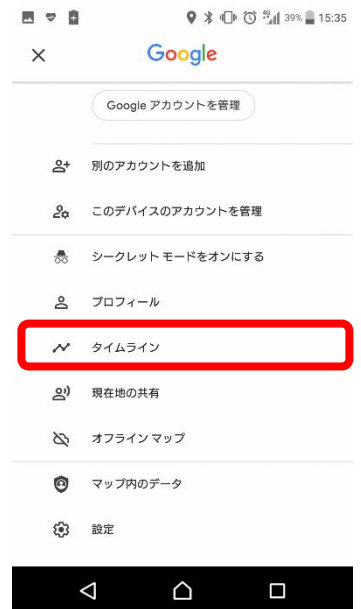 39% 15:35
Google
Google アカウントを管理
別のアカウントを追加
このデバイスのアカウントを管理
シークレット モードをオンにする
プロフィール
タイムライン
現在地の共有
オフライン マップ
マップ内のデータ
設定